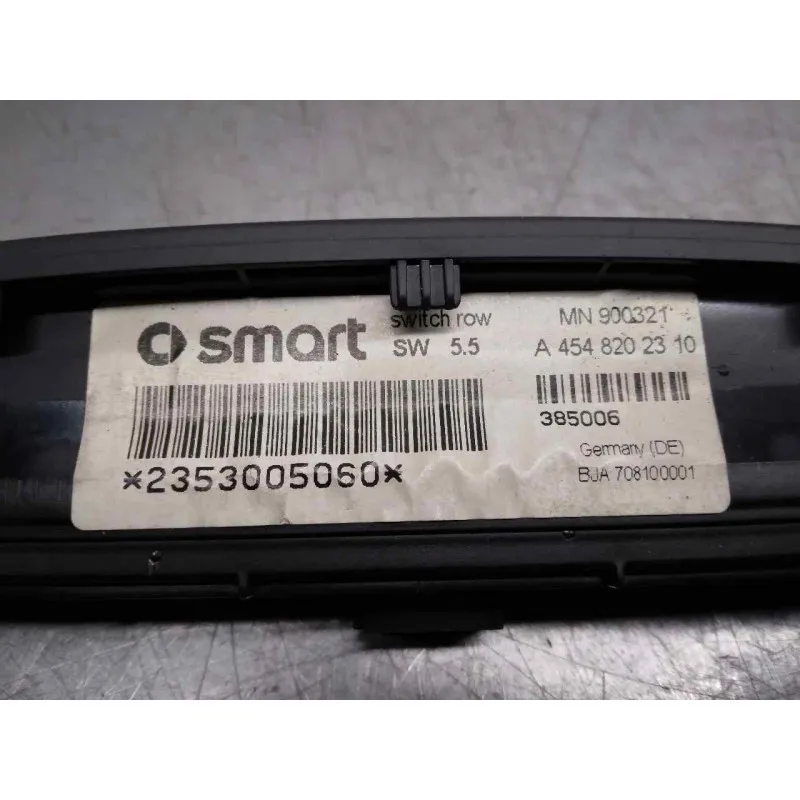 smart
switch row
SW 5.5
MN 900321
A 454 820 23 10
*2353005060*
385006
Germany (DE)
BJA 708100001